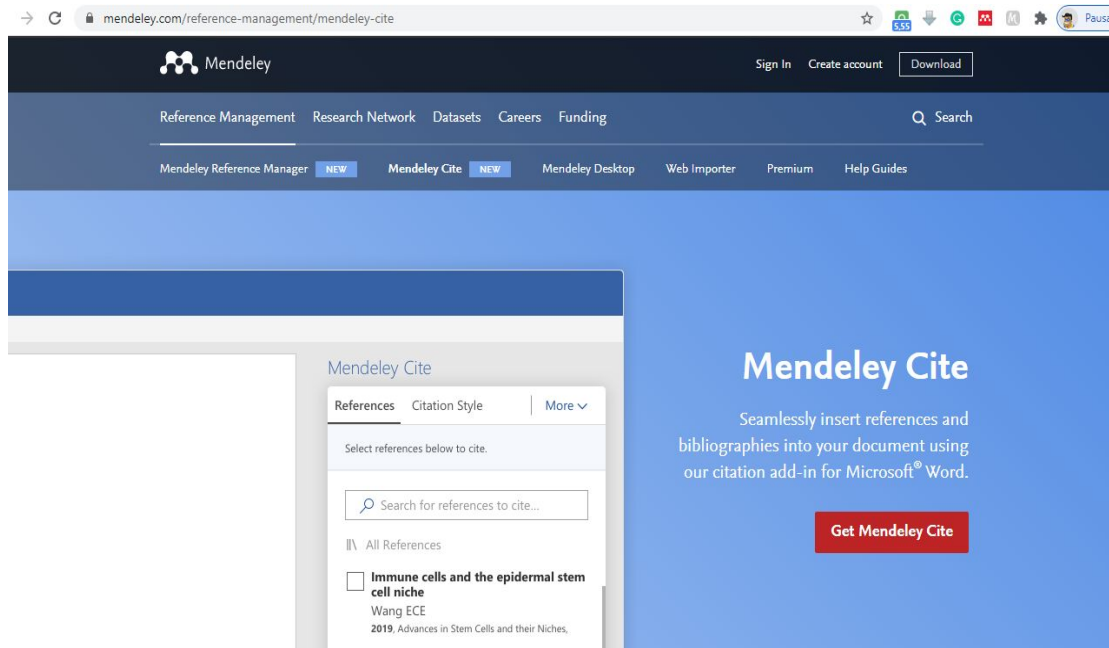 mendeley.com/reference-management/mendeley-cite
5.55
Pausa
Mendeley
Sign In Create account Download
Reference Management Research Network Datasets Careers Funding Search
Mendeley Reference Manager NEW Mendeley Cite NEW Mendeley Desktop Web Importer Premium Help Guides
Mendeley Cite
References Citation Style More
Select references below to cite.
Search for references to cite...
All References
Immune cells and the epidermal stem
cell niche
Wang ECE
2019, Advances in Stem Cells and their Niches,
Mendeley Cite
Seamlessly insert references and
bibliographies into your document using
our citation add-in for Microsoft® Word.
Get Mendeley Cite